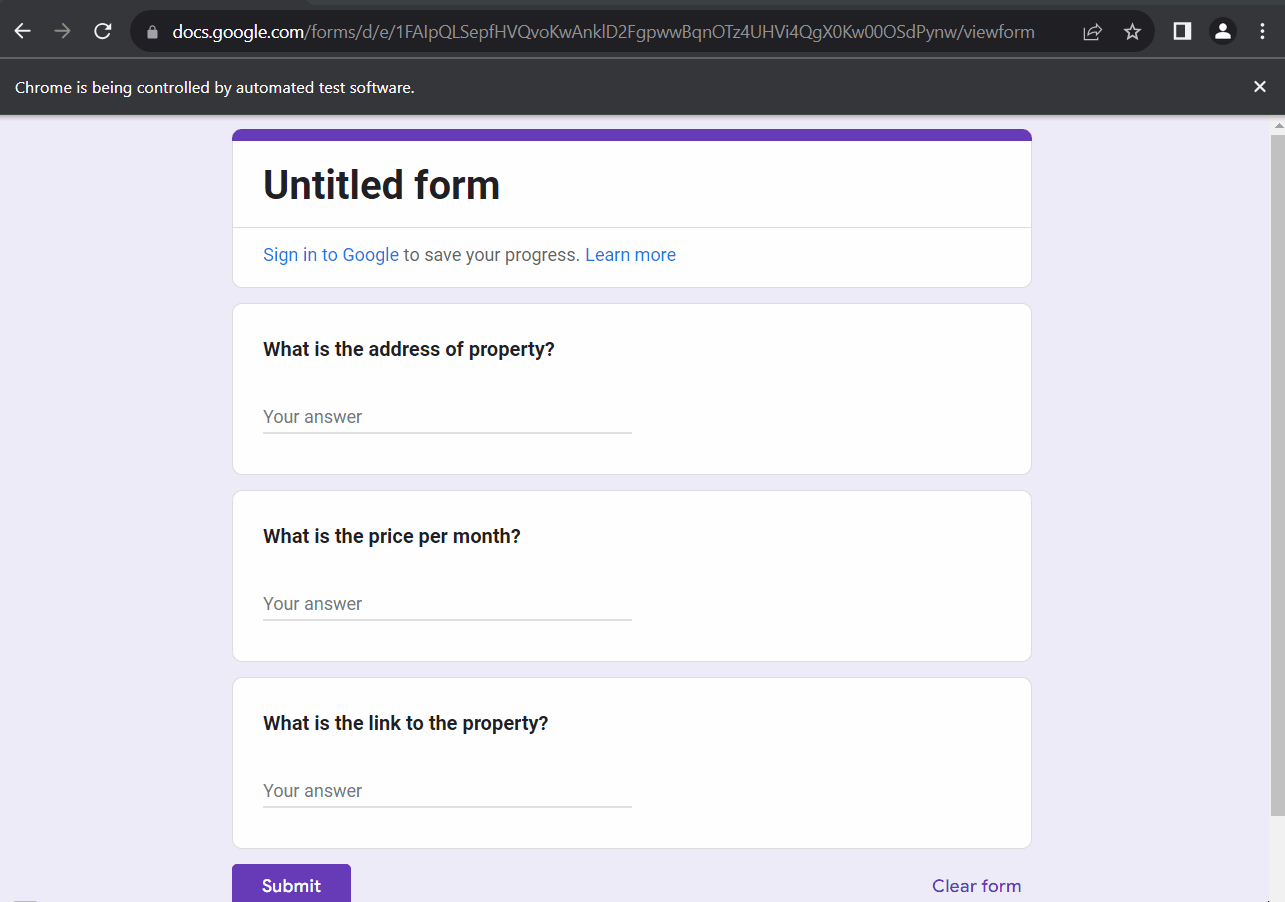 docs.google.com/forms/d/e/1FAIpQLSepfHVQvoKwAnklD2FgpwwBqnOTz4UHVi4QgX0Kw00OSdPynw/viewform
Chrome is being controlled by automated test software.
Untitled form
Sign in to Google to save your progress. Learn more
What is the address of property?
Your answer
What is the price per month?
Your answer
What is the link to the property?
Your answer
Submit
Clear form